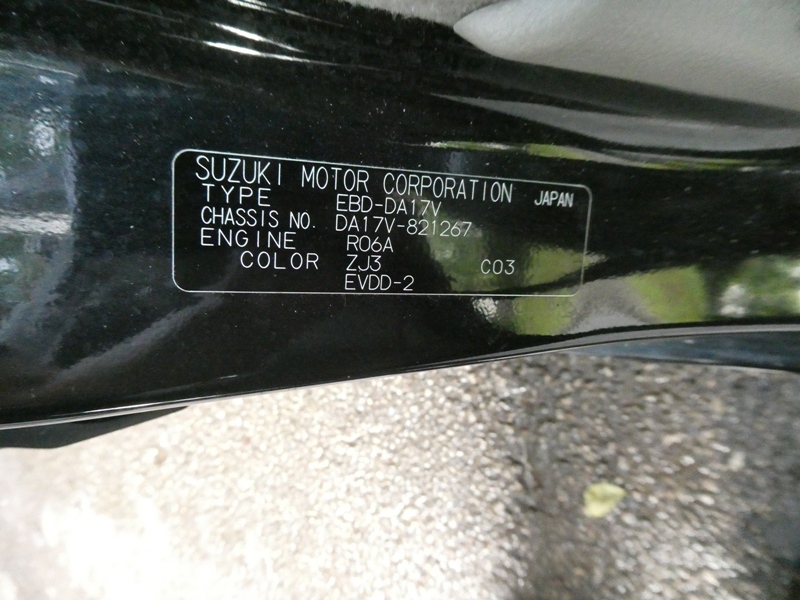 SUZUKI MOTOR CORPORATION JAPAN
TYPE EBD-DA17V
CHASSIS NO. DA17V-821267
ENGINE R06A
COLOR ZJ3 C03
EVDD-2